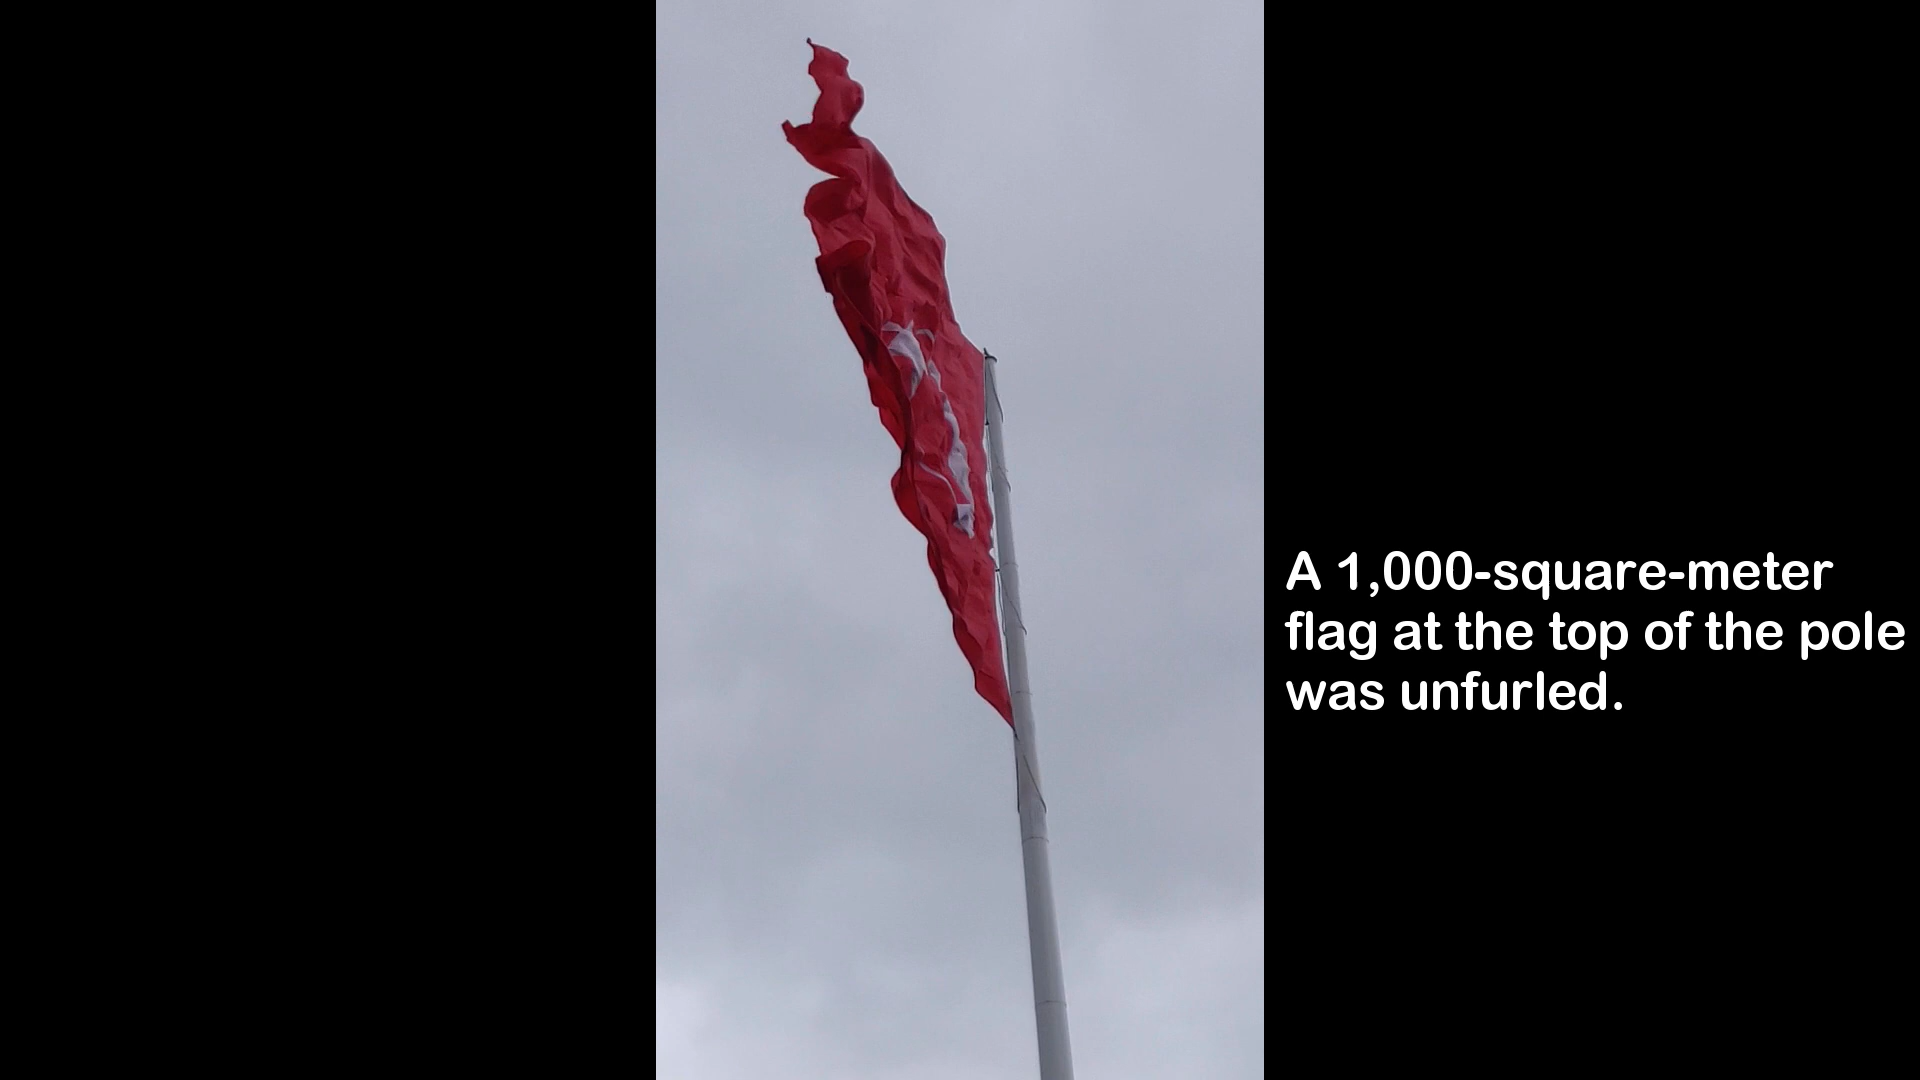 A 1,000-square-meter
flag at the top of the pole
was unfurled.